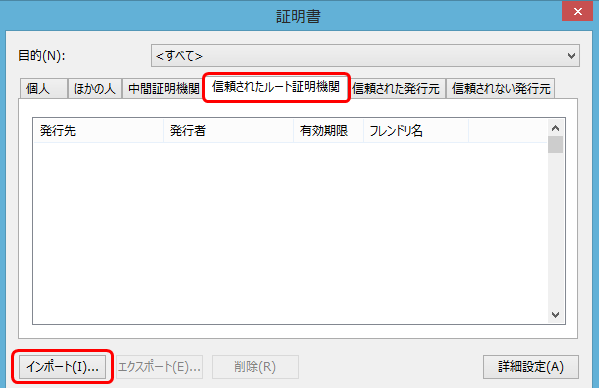 証明書
目的(N): <すべて>
個人 ほかの人 中間証明機関 信頼されたルート証明機関 信頼された発行元 信頼されない発行元
発行先 発行者 有効期限 フレンドリ名
インポート(I)... エクスポート(E)... 削除(R) 詳細設定(A)